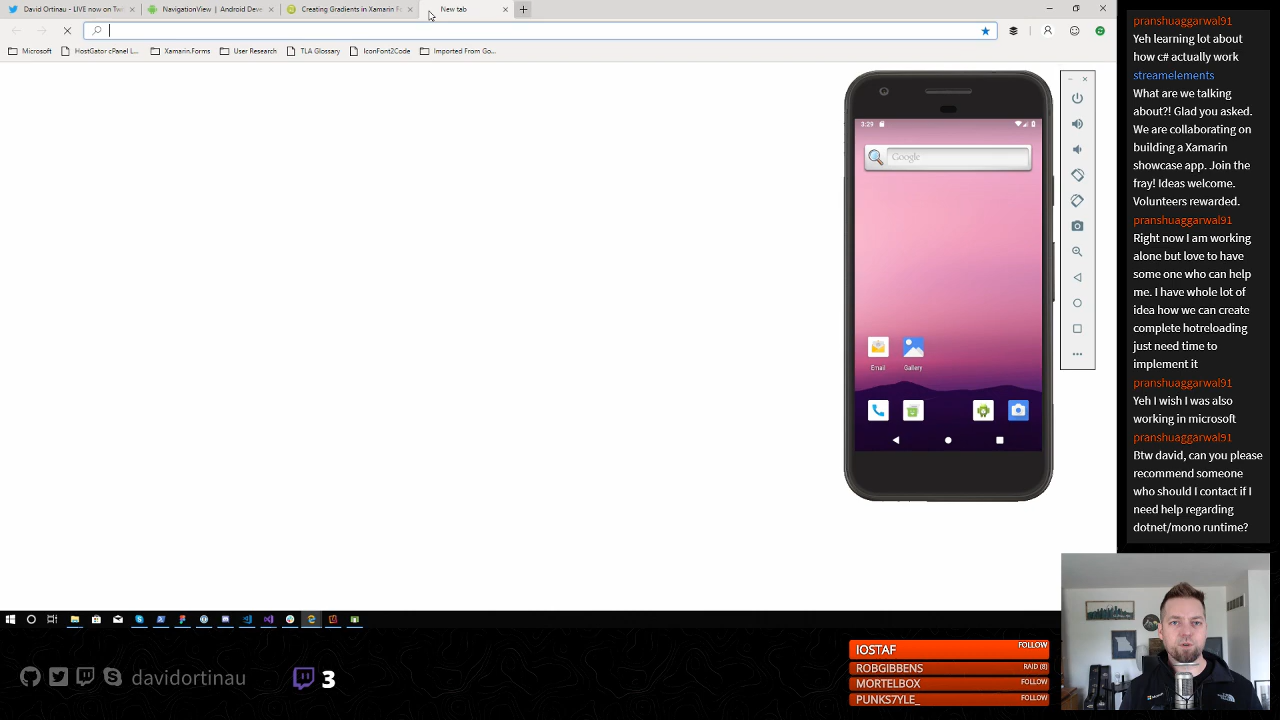 David Ortinau - LIVE now on Tw
NavigationView | Android Deve
Creating Gradients in Xamarin Fo
New tab
Microsoft
HostGator cPanel L...
Xamarin.Forms
User Research
TLA Glossary
IconFont2Code
Imported From Go...
3:29
Google
Email
Gallery
pranshuaggarwal91
Yeh learning lot about
how c# actually work
streamelements
What are we talking
about?! Glad you asked.
We are collaborating on
building a Xamarin
showcase app. Join the
fray! Ideas welcome.
Volunteers rewarded.
pranshuaggarwal91
Right now I am working
alone but love to have
some one who can help
me. I have whole lot of
idea how we can create
complete hotreloading
just need time to
implement it
pranshuaggarwal91
Yeh I wish I was also
working in microsoft
pranshuaggarwal91
Btw david, can you please
recommend someone
who should I contact if I
need help regarding
dotnet/mono runtime?
davidortinau
3
IOSTAF FOLLOW
ROBGIBBENS RAID (8)
MORTELBOX FOLLOW
PUNKS7YLE_ FOLLOW